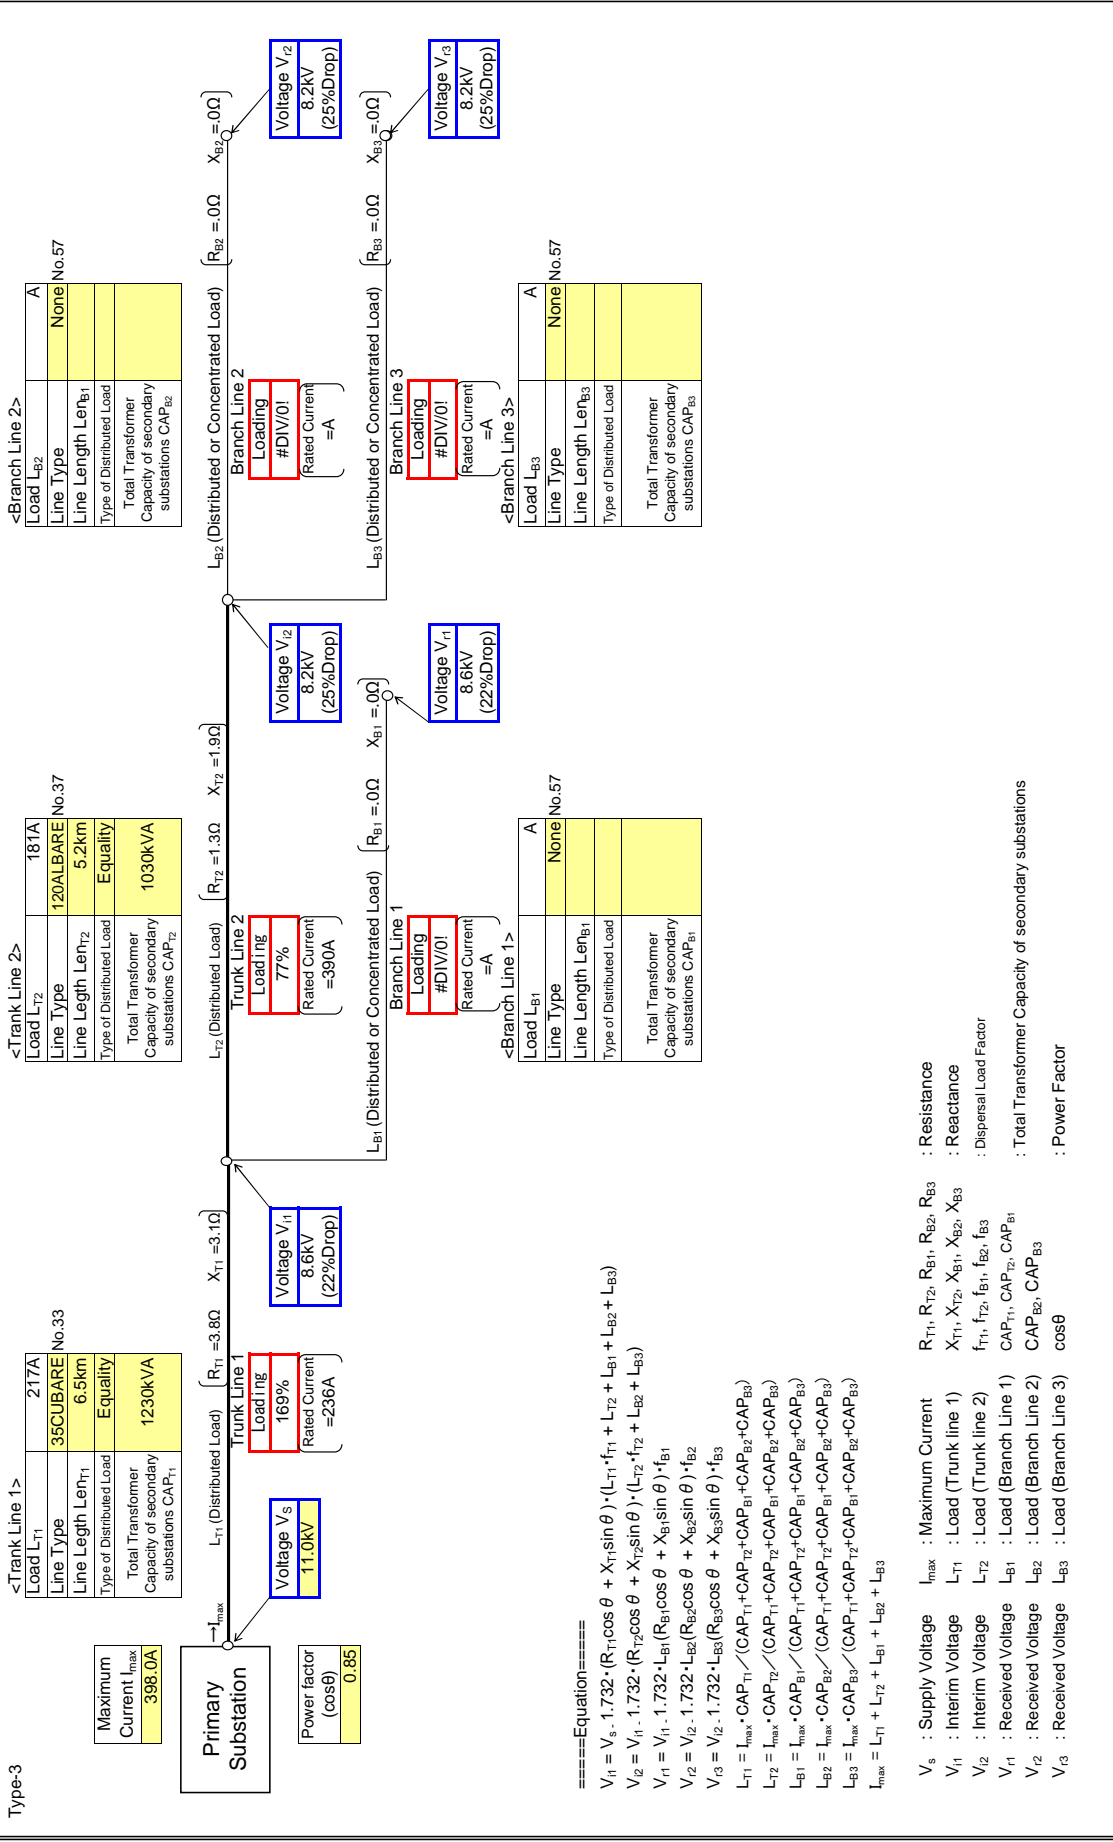 Type-3
<Trank Line 1>
Load LT1 217A
Line Type 35CUBARE No.33
Line Legth LenT1 6.5km
Type of Distributed Load Equality
Total Transformer
Capacity of secondary
substations CAPT1
1230kVA
<Trank Line 2>
Load LT2 181A
Line Type 120ALBARE No.37
Line Legth LenT2 5.2km
Type of Distributed Load Equality
Total Transformer
Capacity of secondary
substations CAPT2
1030kVA
<Branch Line 2>
Load LB2 A
Line Type None No.57
Line Length LenB1
Type of Distributed Load
Total Transformer
Capacity of secondary
substations CAPB2
Maximum
Current Imax
398.0A
Primary
Substation
→Imax
Power factor
(cosθ)
0.85
Voltage VS
11.0kV
LT1 (Distributed Load)
RT1 =3.8Ω XT1 =3.1Ω
Trunk Line 1
Loading
169%
Rated Current
=236A
Voltage Vi1
8.6kV
(22%Drop)
LT2 (Distributed Load)
RT2 =1.3Ω XT2 =1.9Ω
Trunk Line 2
Loading
77%
Rated Current
=390A
Voltage Vi2
8.2kV
(25%Drop)
LB2 (Distributed or Concentrated Load)
RB2 =.0Ω XB2 =.0Ω
Branch Line 2
Loading
#DIV/0!
Rated Current
=A
Voltage Vr2
8.2kV
(25%Drop)
LB1 (Distributed or Concentrated Load)
RB1 =.0Ω XB1 =.0Ω
Branch Line 1
Loading
#DIV/0!
Rated Current
=A
Voltage Vr1
8.6kV
(22%Drop)
LB3 (Distributed or Concentrated Load)
RB3 =.0Ω XB3 =.0Ω
Branch Line 3
Loading
#DIV/0!
Rated Current
=A
Voltage Vr3
8.2kV
(25%Drop)
<Branch Line 1>
Load LB1 A
Line Type None No.57
Line Length LenB1
Type of Distributed Load
Total Transformer
Capacity of secondary
substations CAPB1
<Branch Line 3>
Load LB3 A
Line Type None No.57
Line Length LenB3
Type of Distributed Load
Total Transformer
Capacity of secondary
substations CAPB3
=====Equation=====
Vi1 = VS - 1.732・(RT1cosθ + XT1sinθ)・(LT1・fT1 + LT2 + LB1 + LB2 + LB3)
Vi2 = Vi1 - 1.732・(RT2cosθ + XT2sinθ)・(LT2・fT2 + LB2 + LB3)
Vr1 = Vi1 - 1.732・LB1(RB1cosθ + XB1sinθ)・fB1
Vr2 = Vi2 - 1.732・LB2(RB2cosθ + XB2sinθ)・fB2
Vr3 = Vi2 - 1.732・LB3(RB3cosθ + XB3sinθ)・fB3
LT1 = Imax・CAPT1／(CAPT1+CAPT2+CAPB1+CAPB2+CAPB3)
LT2 = Imax・CAPT2／(CAPT1+CAPT2+CAPB1+CAPB2+CAPB3)
LB1 = Imax・CAPB1／(CAPT1+CAPT2+CAPB1+CAPB2+CAPB3)
LB2 = Imax・CAPB2／(CAPT1+CAPT2+CAPB1+CAPB2+CAPB3)
LB3 = Imax・CAPB3／(CAPT1+CAPT2+CAPB1+CAPB2+CAPB3)
Imax = LT1 + LT2 + LB1 + LB2 + LB3
Vs : Supply Voltage Imax : Maximum Current RT1, RT2, RB1, RB2, RB3 : Resistance
Vi1 : Interim Voltage LT1 : Load (Trunk line 1) XT1, XT2, XB1, XB2, XB3 : Reactance
Vi2 : Interim Voltage LT2 : Load (Trunk line 2) fT1, fT2, fB1, fB2, fB3 : Dispersal Load Factor
Vr1 : Received Voltage LB1 : Load (Branch Line 1) CAPT1, CAPT2, CAPB1 : Total Transformer Capacity of secondary substations
Vr2 : Received Voltage LB2 : Load (Branch Line 2) CAPB2, CAPB3
Vr3 : Received Voltage LB3 : Load (Branch Line 3) cosθ : Power Factor